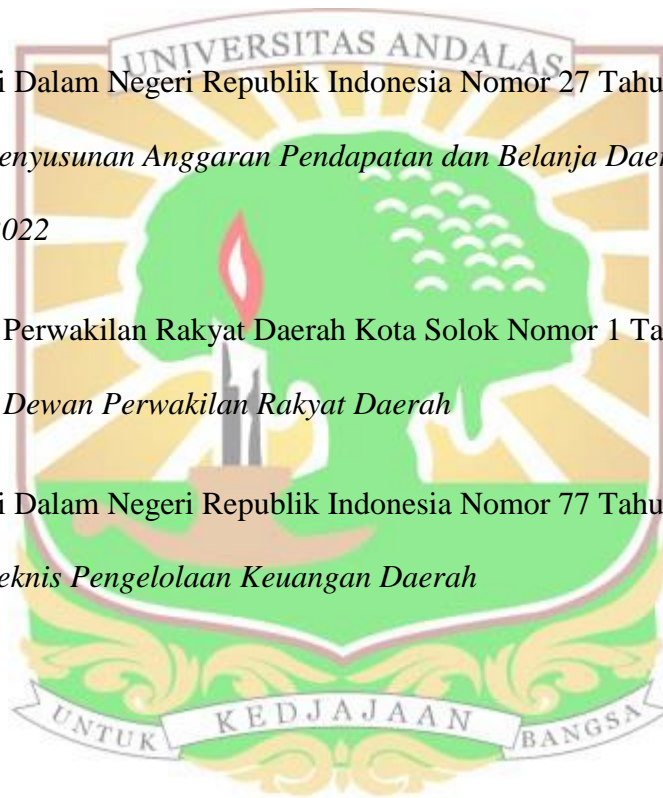 UNIVERSITAS ANDALAS
i Dalam Negeri Republik Indonesia Nomor 27 Tahu
enyusunan Anggaran Pendapatan dan Belanja Daer
2022
Perwakilan Rakyat Daerah Kota Solok Nomor 1 Ta
Dewan Perwakilan Rakyat Daerah
i Dalam Negeri Republik Indonesia Nomor 77 Tahu
eknis Pengelolaan Keuangan Daerah
UNTUK KEDJAJAAN BANGSA